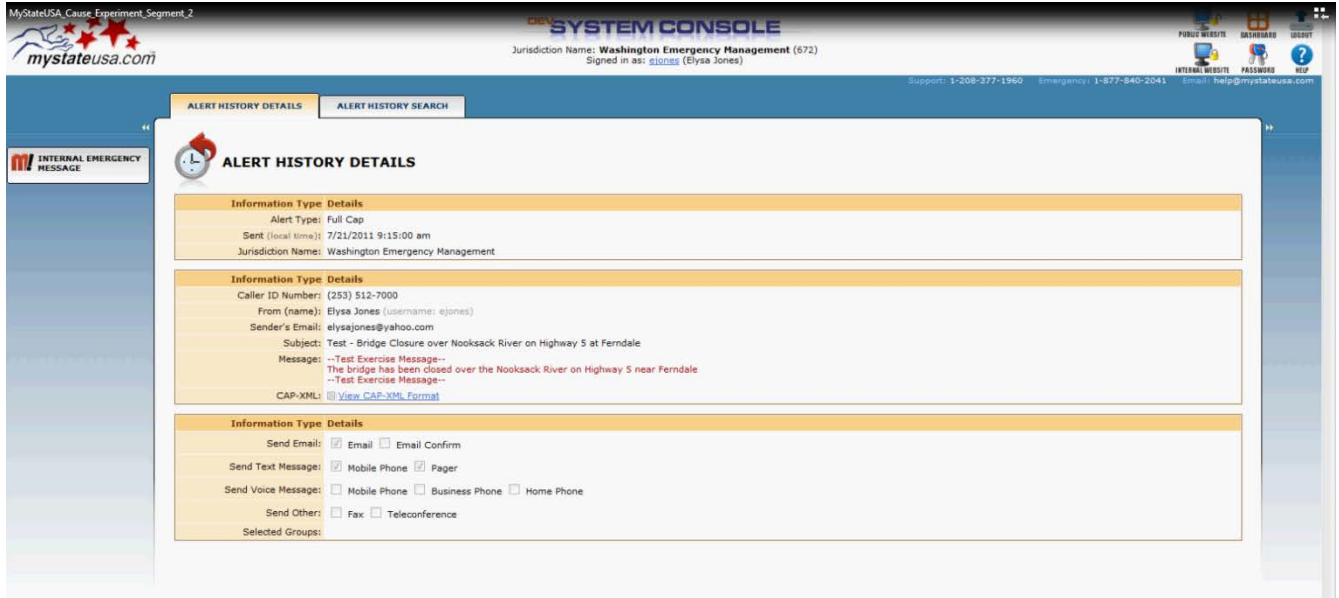 MyStateUSA_Cause_Experiment_Segment_2
mystateusa.com
DEV SYSTEM CONSOLE
Jurisdiction Name: Washington Emergency Management (672)
Signed in as: ejones (Elysa Jones)
PUBLIC WEBSITE DASHBOARD LOGOUT
INTERNAL WEBSITE PASSWORD HELP
Support: 1-208-377-1960 Emergency: 1-877-840-2041 Email: help@mystateusa.com
ALERT HISTORY DETAILS ALERT HISTORY SEARCH
M! INTERNAL EMERGENCY
MESSAGE
ALERT HISTORY DETAILS
Information Type Details
Alert Type: Full Cap
Sent (local time): 7/21/2011 9:15:00 am
Jurisdiction Name: Washington Emergency Management
Information Type Details
Caller ID Number: (253) 512-7000
From (name): Elysa Jones (username: ejones)
Sender's Email: elysajones@yahoo.com
Subject: Test - Bridge Closure over Nooksack River on Highway 5 at Ferndale
Message: --Test Exercise Message--
The bridge has been closed over the Nooksack River on Highway 5 near Ferndale
--Test Exercise Message--
CAP-XML: View CAP-XML Format
Information Type Details
Send Email: Email Email Confirm
Send Text Message: Mobile Phone Pager
Send Voice Message: Mobile Phone Business Phone Home Phone
Send Other: Fax Teleconference
Selected Groups: